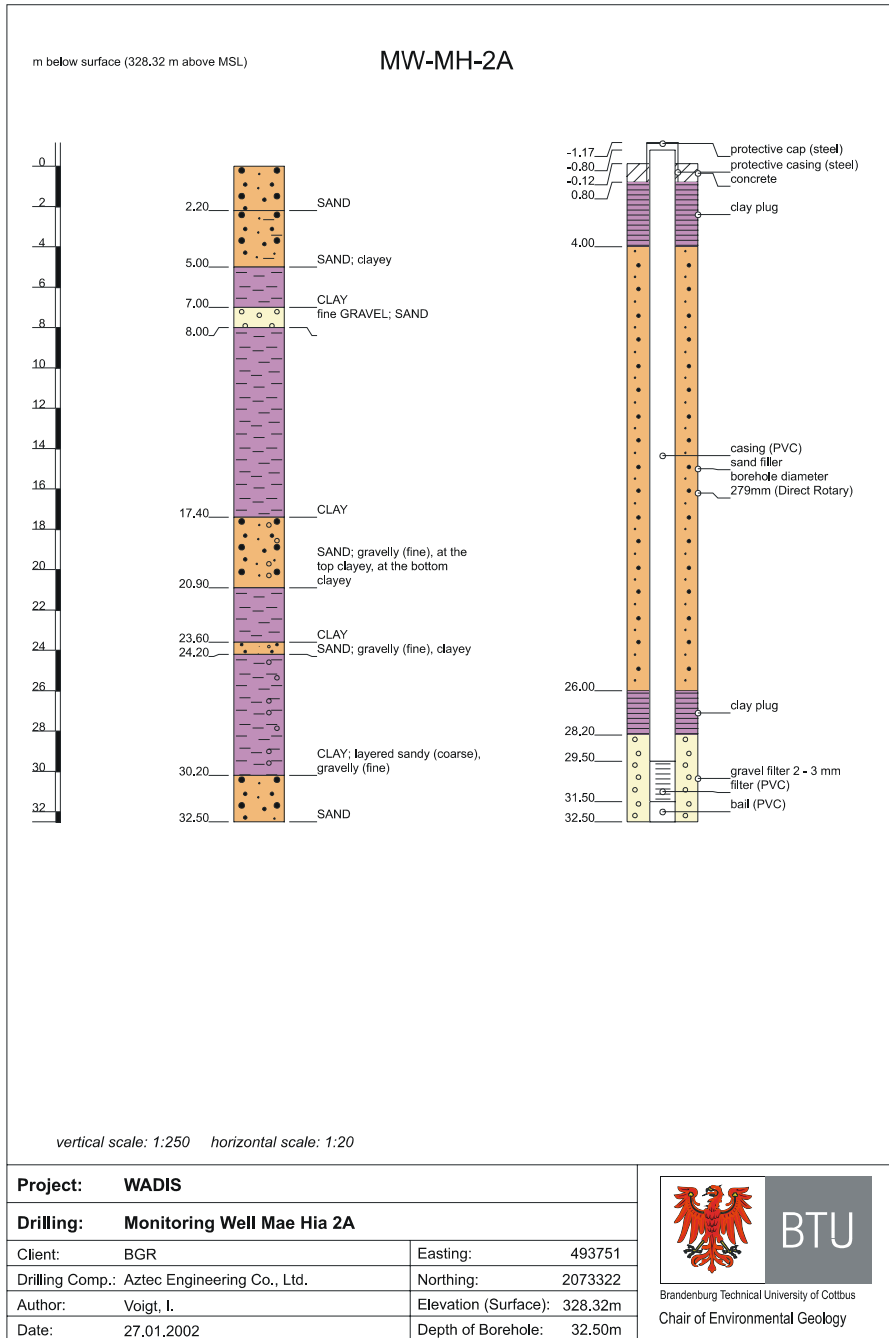 m below surface (328.32 m above MSL)
MW-MH-2A
0
2
4
6
8
10
12
14
16
18
20
22
24
26
28
30
32
2.20
SAND
5.00
SAND; clayey
7.00
CLAY
fine GRAVEL; SAND
8.00
17.40
CLAY
SAND; gravelly (fine), at the
top clayey, at the bottom
clayey
20.90
23.60
CLAY
24.20
SAND; gravelly (fine), clayey
CLAY; layered sandy (coarse),
gravelly (fine)
30.20
32.50
SAND
-1.17
-0.80
-0.12
0.80
4.00
26.00
28.20
29.50
31.50
32.50
protective cap (steel)
protective casing (steel)
concrete
clay plug
casing (PVC)
sand filler
borehole diameter
279mm (Direct Rotary)
clay plug
gravel filter 2 - 3 mm
filter (PVC)
bail (PVC)
vertical scale: 1:250 horizontal scale: 1:20
Project: WADIS
Drilling: Monitoring Well Mae Hia 2A
Client: BGR
Easting: 493751
Drilling Comp.: Aztec Engineering Co., Ltd.
Northing: 2073322
Author: Voigt, I.
Elevation (Surface): 328.32m
Date: 27.01.2002
Depth of Borehole: 32.50m
BTU
Brandenburg Technical University of Cottbus
Chair of Environmental Geology